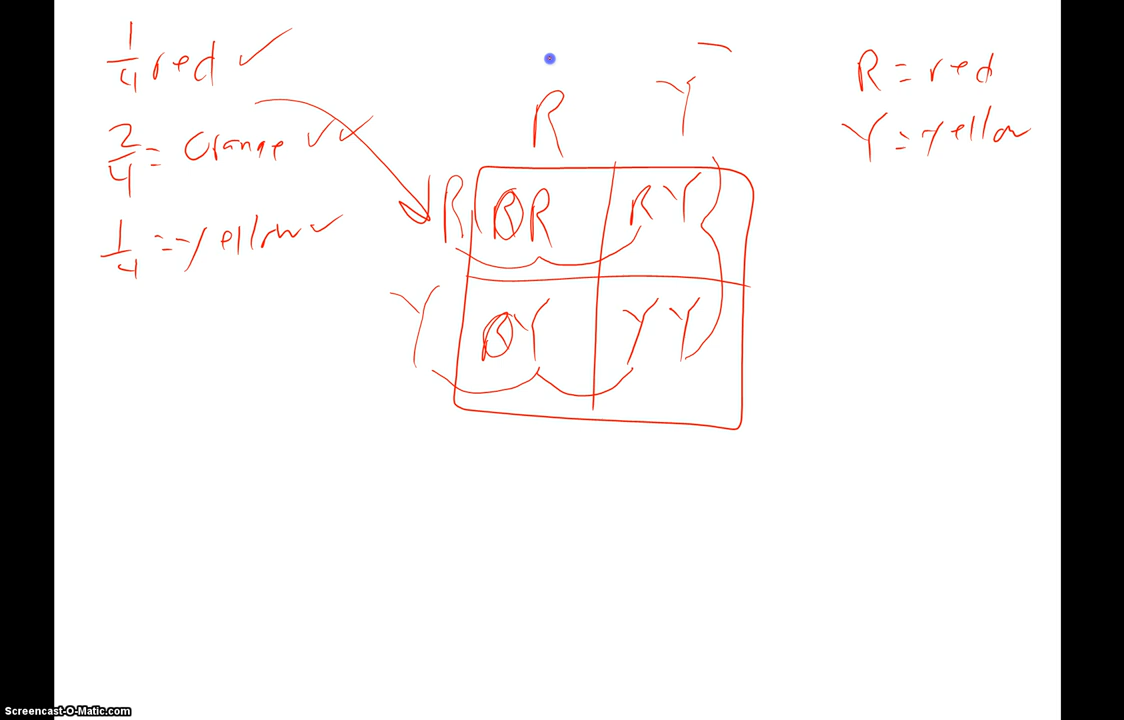 1/4 red ✓
2/4 = Orange ✓✓
1/4 = yellow ✓
R Y
R RR RY
Y RY YY
R = red
Y = yellow
Screencast-O-Matic.com